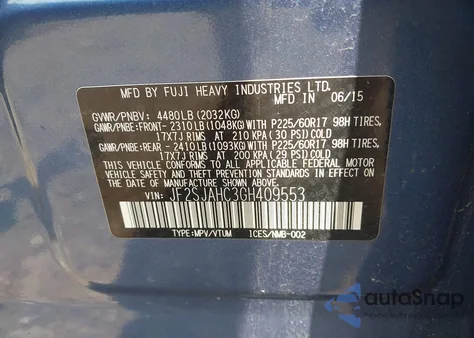 MFD BY FUJI HEAVY INDUSTRIES LTD.
MADE IN JAPAN 06/15
GVWR/PNBV: 4480LB (2032KG)
GAWR/PNBE:FRONT- 2310LB(1048KG)WITH P225/60R17 98H TIRES,
17X7J RIMS AT 210 KPA (30 PSI)COLD
GAWR/PNBE:REAR - 2410LB(1093KG)WITH P225/60R17 98H TIRES,
17X7J RIMS AT 200 KPA (29 PSI)COLD
THIS VEHICLE CONFORMS TO ALL APPLICABLE FEDERAL MOTOR
VEHICLE SAFETY, BUMPER, AND THEFT PREVENTION STANDARDS
IN EFFECT ON THE DATE OF MANUFACTURE SHOWN ABOVE.
VIN: JF2SJAHC3GH409553
TYPE:MPV/VTUM ICES/NMB-002
autoSnap